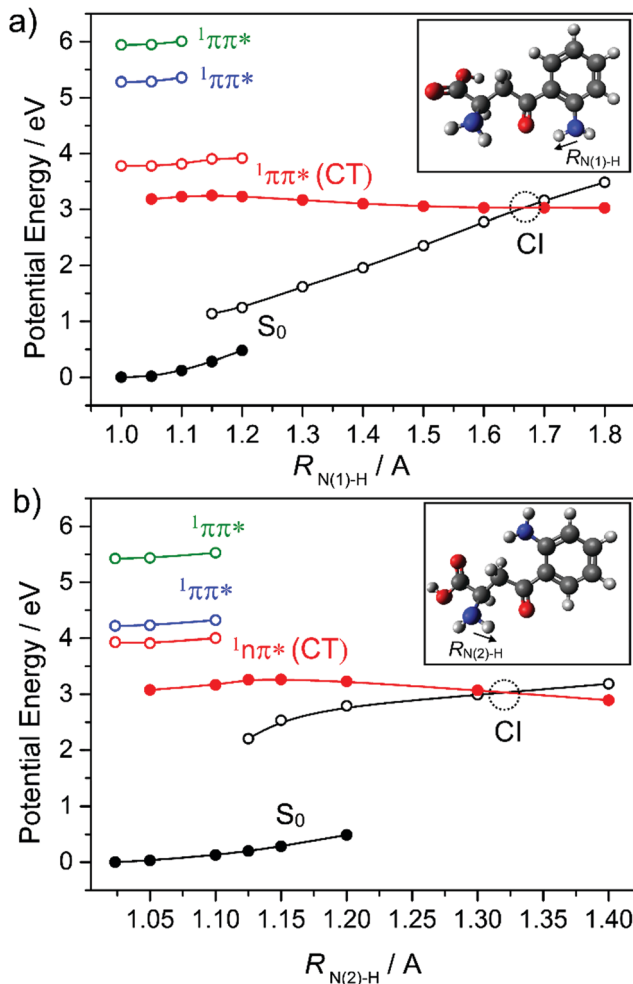 a)
Potential Energy / eV
6
5
4
3
2
1
0
¹ππ*
¹ππ*
¹ππ* (CT)
CI
S₀
R_N(1)-H
1.0 1.1 1.2 1.3 1.4 1.5 1.6 1.7 1.8
R_N(1)-H / A
b)
Potential Energy / eV
6
5
4
3
2
1
0
¹ππ*
¹ππ*
¹nπ* (CT)
CI
S₀
R_N(2)-H
1.05 1.10 1.15 1.20 1.25 1.30 1.35 1.40
R_N(2)-H / A